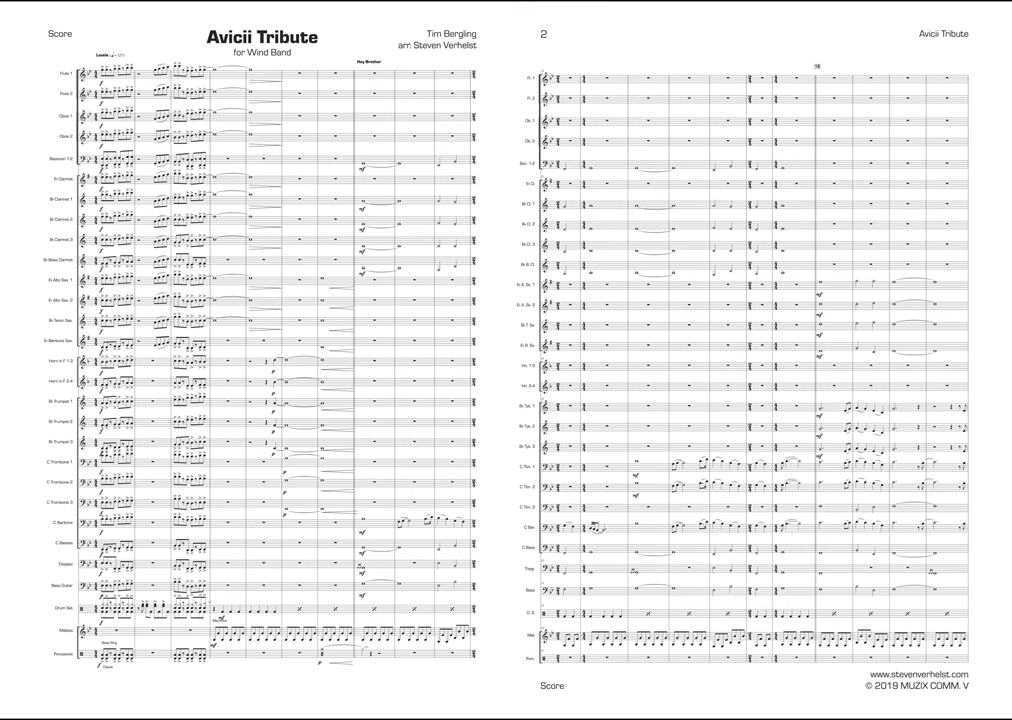 Score
Avicii Tribute
for Wind Band
Tim Bergling
arr. Steven Verhelst
Levels
Hey Brother
Flute 1
Flute 2
Oboe 1
Oboe 2
Bassoon 1-2
E♭ Clarinet
B♭ Clarinet 1
B♭ Clarinet 2
B♭ Clarinet 3
B♭ Bass Clarinet
E♭ Alto Sax. 1
E♭ Alto Sax. 2
B♭ Tenor Sax.
E♭ Baritone Sax.
Horn in F 1-3
Horn in F 2-4
B♭ Trumpet 1
B♭ Trumpet 2
B♭ Trumpet 3
C Trombone 1
C Trombone 2
C Trombone 3
C Baritone
C Basses
Timpani
Bass Guitar
Drum Set
Mallets
Percussion
2
Avicii Tribute
18
Fl. 1
Fl. 2
Ob. 1
Ob. 2
Bsn. 1-2
E♭ Cl.
B♭ Cl. 1
B♭ Cl. 2
B♭ Cl. 3
B♭ B. Cl.
E♭ A. Sx. 1
E♭ A. Sx. 2
B♭ T. Sx.
E♭ B. Sx.
Hn. 1-3
Hn. 2-4
B♭ Tpt. 1
B♭ Tpt. 2
B♭ Tpt. 3
C Tbn. 1
C Tbn. 2
C Tbn. 3
C Bar.
C Bass
Timp.
Bass
D. S.
Mal.
Perc.
www.stevenverhelst.com
Score
© 2019 MUZIX COMM. V